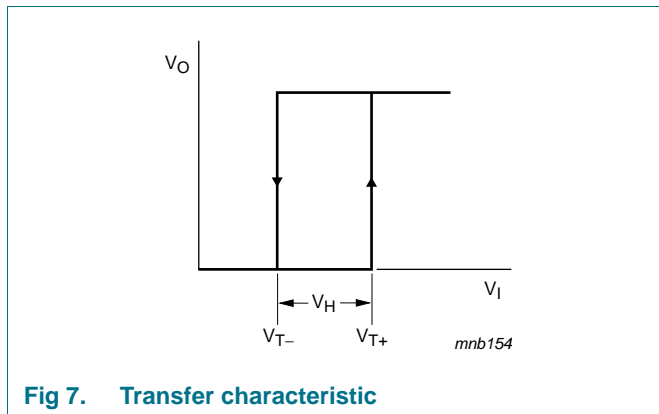 VO
VI
VH
VT−
VT+
mnb154
Fig 7. Transfer characteristic